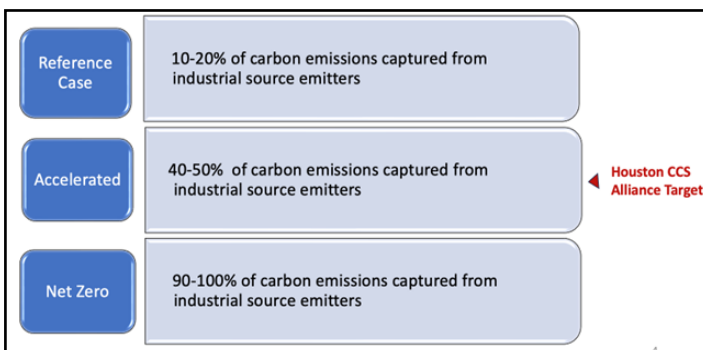 Reference
Case
10-20% of carbon emissions captured from
industrial source emitters
Accelerated
40-50% of carbon emissions captured from
industrial source emitters
Houston CCS
Alliance Target
Net Zero
90-100% of carbon emissions captured from
industrial source emitters